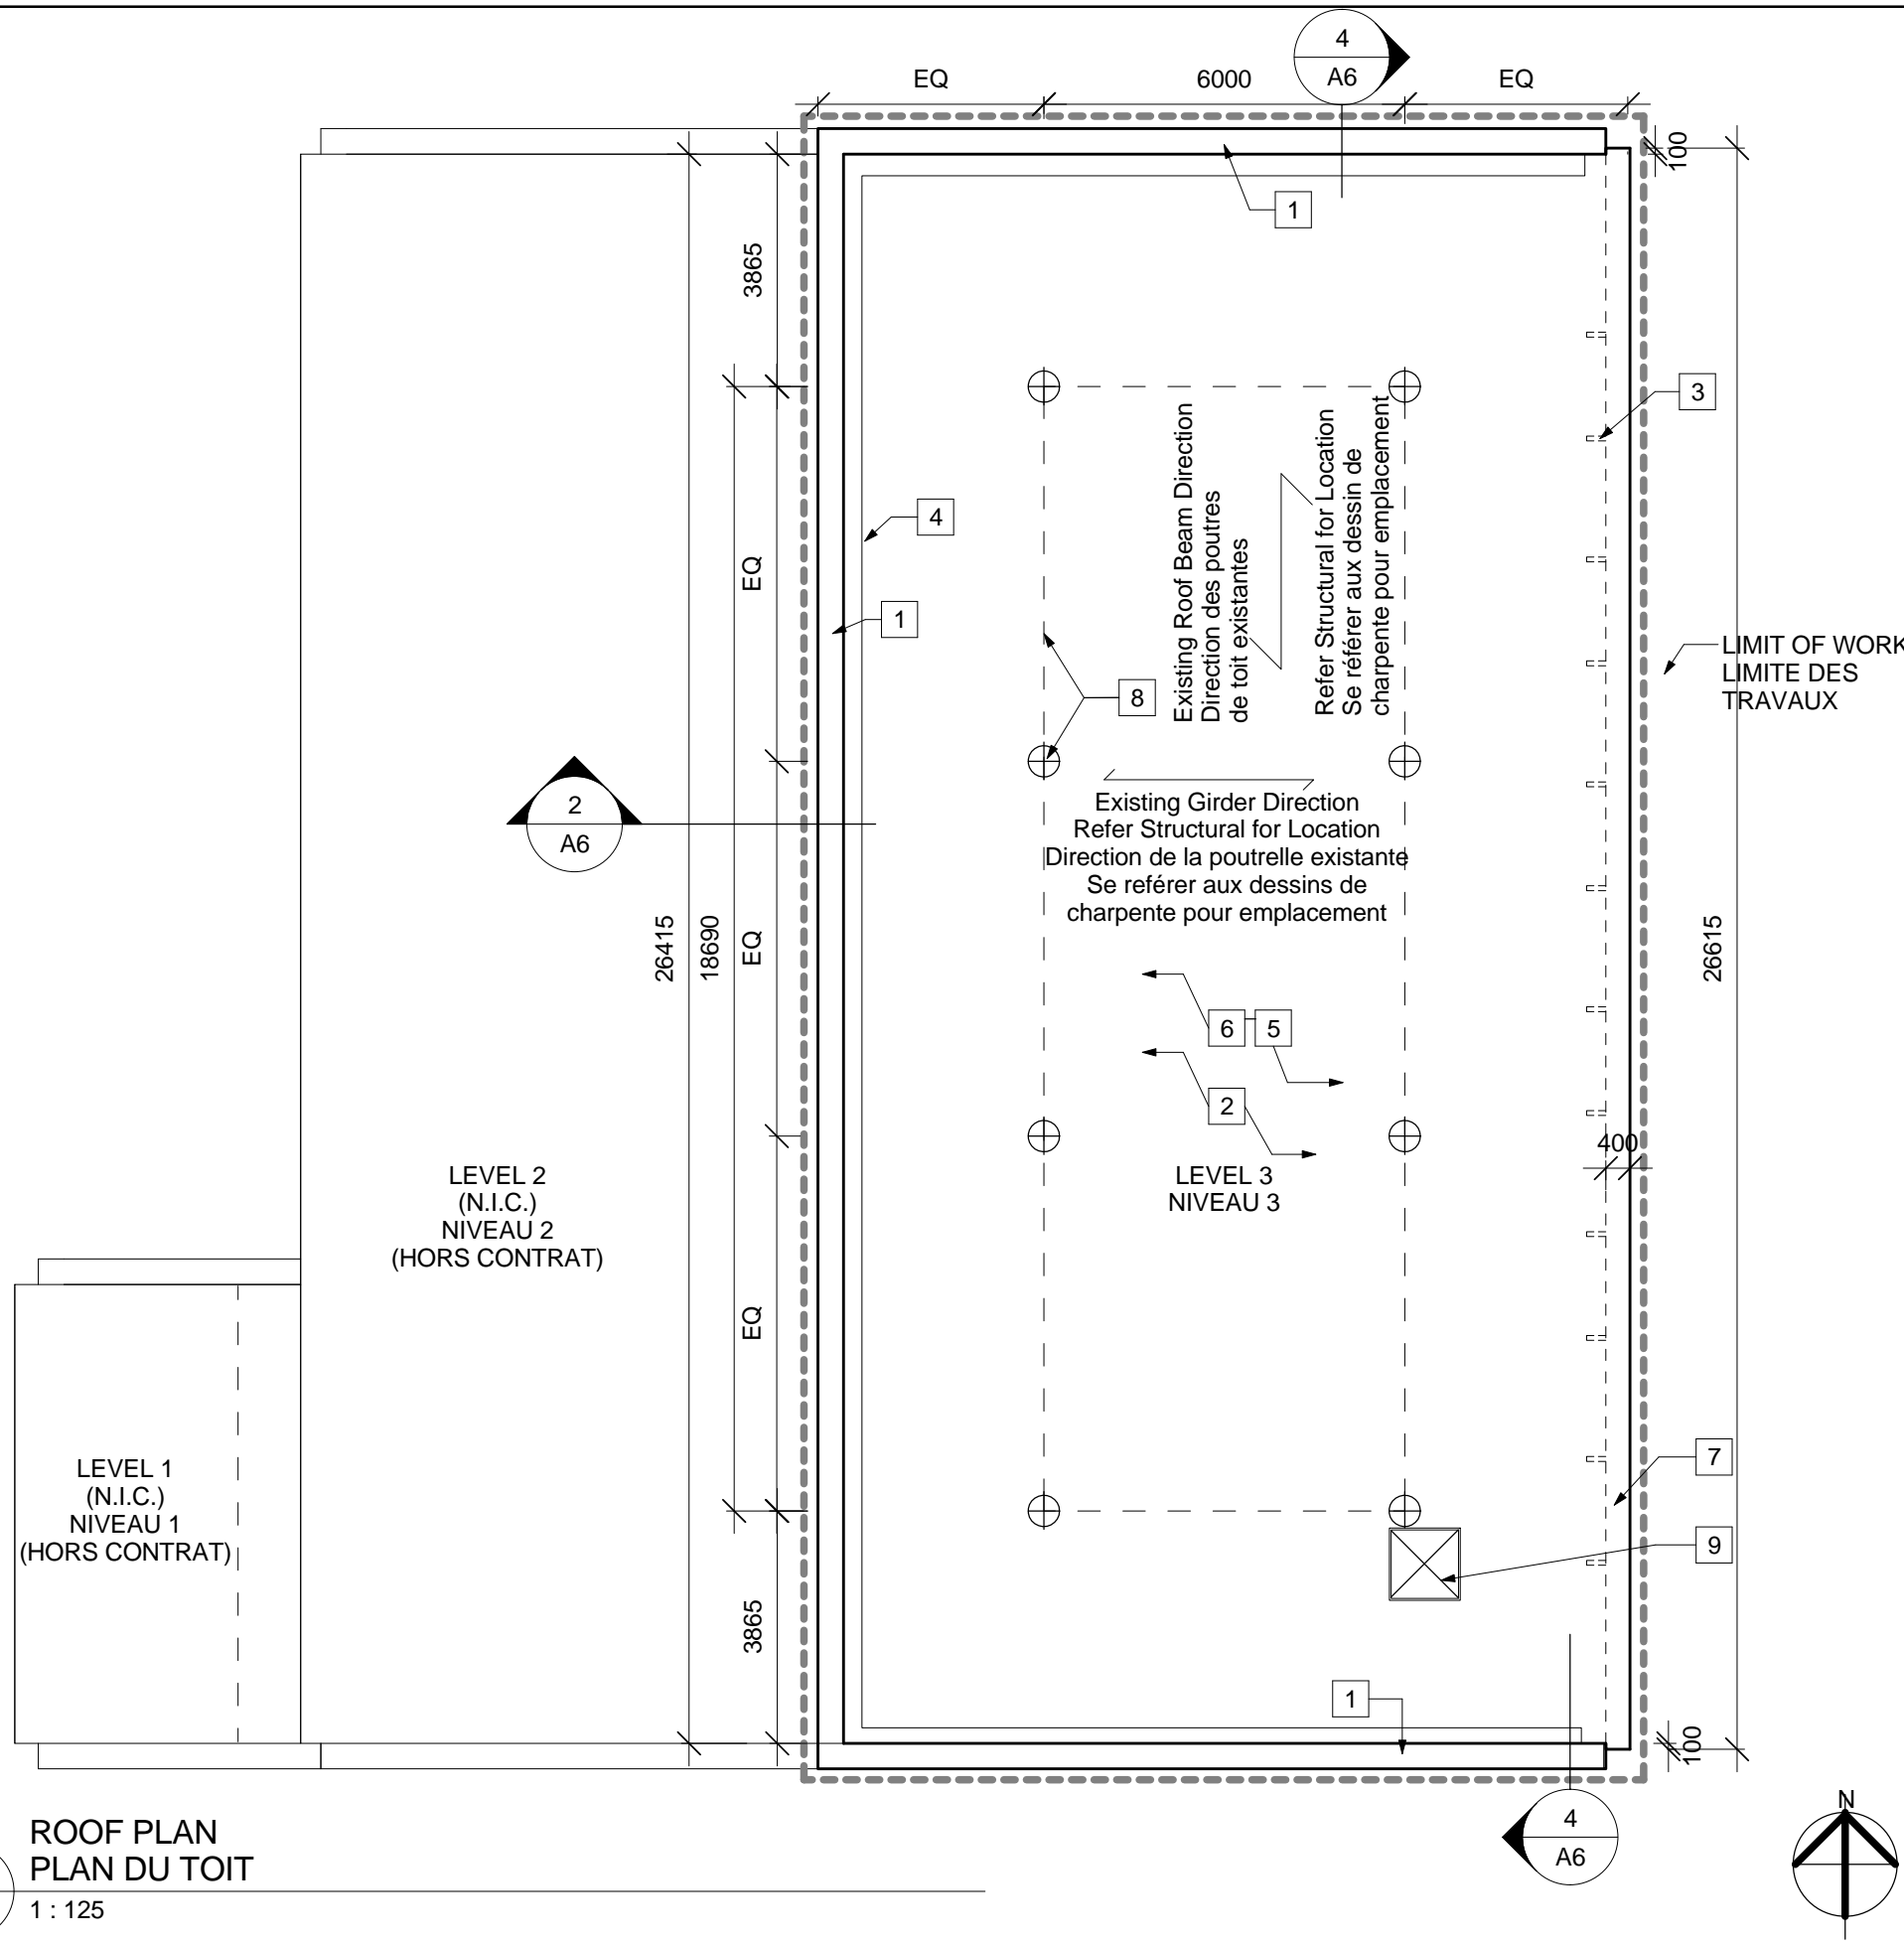 4
A6
EQ
6000
EQ
100
1
3865
3
Existing Roof Beam Direction
Direction des poutres
de toit existantes
Refer Structural for Location
Se référer aux dessin de
charpente pour emplacement
4
EQ
1
LIMIT OF WORK
LIMITE DES
TRAVAUX
8
2
A6
Existing Girder Direction
Refer Structural for Location
Direction de la poutrelle existante
Se reférer aux dessins de
charpente pour emplacement
26415
18690
EQ
26615
6
5
2
400
LEVEL 2
(N.I.C.)
NIVEAU 2
(HORS CONTRAT)
LEVEL 3
NIVEAU 3
EQ
LEVEL 1
(N.I.C.)
NIVEAU 1
(HORS CONTRAT)
7
9
3865
1
100
4
A6
N
ROOF PLAN
PLAN DU TOIT
1 : 125